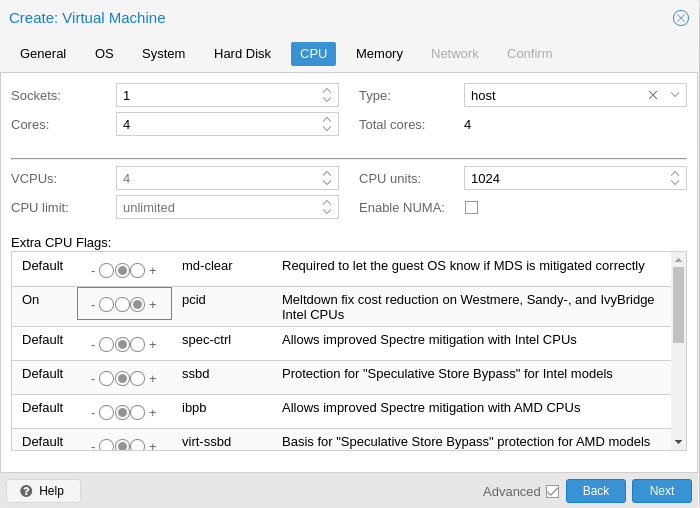 Create: Virtual Machine
General OS System Hard Disk CPU Memory Network Confirm
Sockets: 1 Type: host
Cores: 4 Total cores: 4
VCPUs: 4 CPU units: 1024
CPU limit: unlimited Enable NUMA:
Extra CPU Flags:
Default - + md-clear Required to let the guest OS know if MDS is mitigated correctly
On - + pcid Meltdown fix cost reduction on Westmere, Sandy-, and IvyBridge
Intel CPUs
Default - + spec-ctrl Allows improved Spectre mitigation with Intel CPUs
Default - + ssbd Protection for "Speculative Store Bypass" for Intel models
Default - + ibpb Allows improved Spectre mitigation with AMD CPUs
Default - + virt-ssbd Basis for "Speculative Store Bypass" protection for AMD models
? Help Advanced Back Next